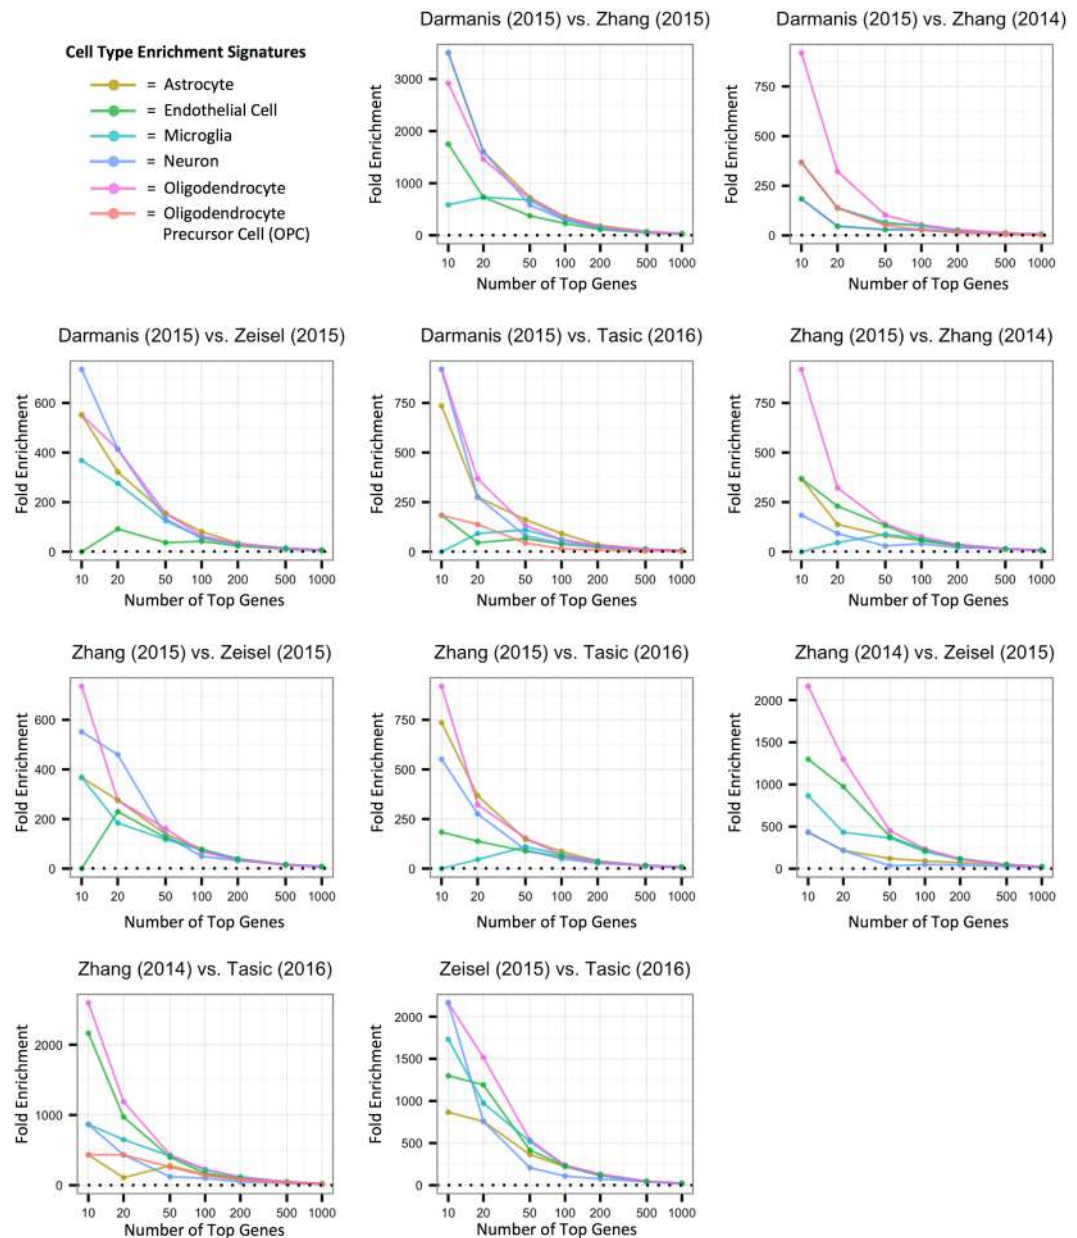 Darmanis (2015) vs. Zhang (2015)
Darmanis (2015) vs. Zhang (2014)
Cell Type Enrichment Signatures
= Astrocyte
= Endothelial Cell
= Microglia
= Neuron
= Oligodendrocyte
= Oligodendrocyte
Precursor Cell (OPC)
Fold Enrichment
3000
2000
1000
0
10 20 50 100 200 500 1000
Number of Top Genes
Fold Enrichment
750
500
250
0
10 20 50 100 200 500 1000
Number of Top Genes
Darmanis (2015) vs. Zeisel (2015)
Fold Enrichment
600
400
200
0
10 20 50 100 200 500 1000
Number of Top Genes
Darmanis (2015) vs. Tasic (2016)
Fold Enrichment
750
500
250
0
10 20 50 100 200 500 1000
Number of Top Genes
Zhang (2015) vs. Zhang (2014)
Fold Enrichment
750
500
250
0
10 20 50 100 200 500 1000
Number of Top Genes
Zhang (2015) vs. Zeisel (2015)
Fold Enrichment
600
400
200
0
10 20 50 100 200 500 1000
Number of Top Genes
Zhang (2015) vs. Tasic (2016)
Fold Enrichment
750
500
250
0
10 20 50 100 200 500 1000
Number of Top Genes
Zhang (2014) vs. Zeisel (2015)
Fold Enrichment
2000
1500
1000
500
0
10 20 50 100 200 500 1000
Number of Top Genes
Zhang (2014) vs. Tasic (2016)
Fold Enrichment
2000
1000
0
10 20 50 100 200 500 1000
Number of Top Genes
Zeisel (2015) vs. Tasic (2016)
Fold Enrichment
2000
1500
1000
500
0
10 20 50 100 200 500 1000
Number of Top Genes